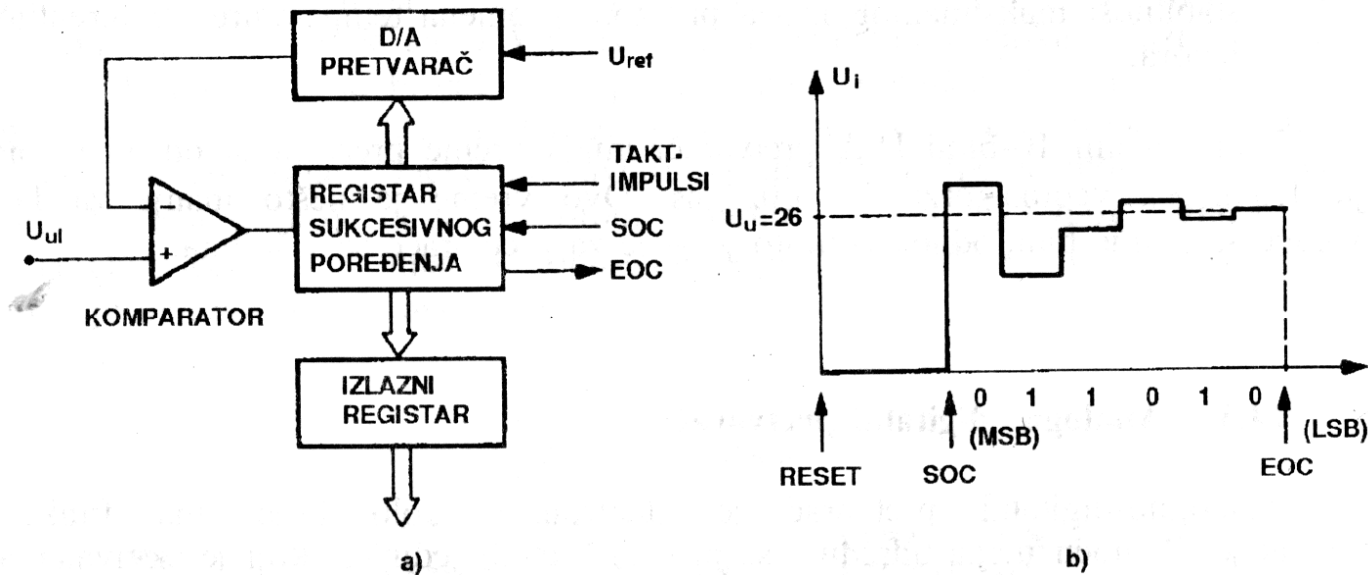 D/A
PRETVARAČ
Uref
TAKT-
IMPULSI
REGISTAR
SUKCESIVNOG
POREĐENJA
SOC
EOC
Uul
−
+
KOMPARATOR
IZLAZNI
REGISTAR
a)
Ui
Uu=26
0 1 1 0 1 0
(MSB) (LSB)
RESET SOC EOC
b)